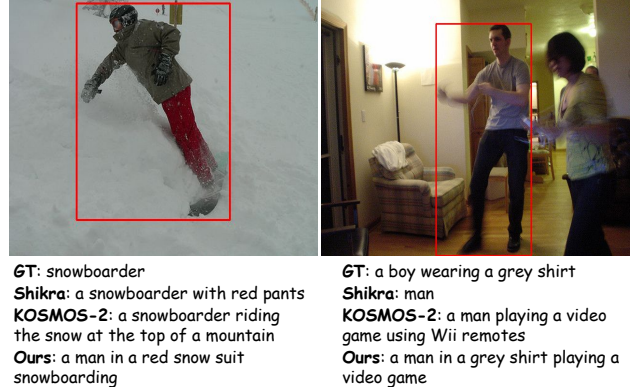 GT: snowboarder
Shikra: a snowboarder with red pants
KOSMOS-2: a snowboarder riding
the snow at the top of a mountain
Ours: a man in a red snow suit
snowboarding
GT: a boy wearing a grey shirt
Shikra: man
KOSMOS-2: a man playing a video
game using Wii remotes
Ours: a man in a grey shirt playing a
video game